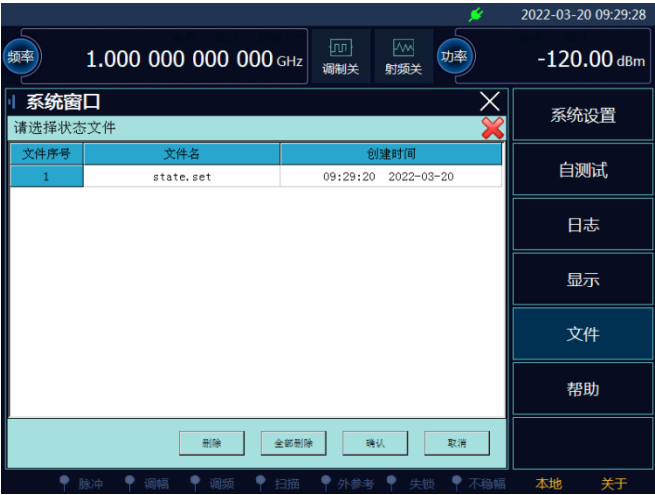 2022-03-20 09:29:28
频率
1.000 000 000 000 GHz
调制关
射频关
功率
-120.00 dBm
系统窗口
请选择状态文件
文件序号 文件名 创建时间
1 state.set 09:29:20 2022-03-20
删除 全部删除 确认 取消
系统设置
自测试
日志
显示
文件
帮助
脉冲 调幅 调频 扫描 外参考 失锁 不稳幅 本地 关于